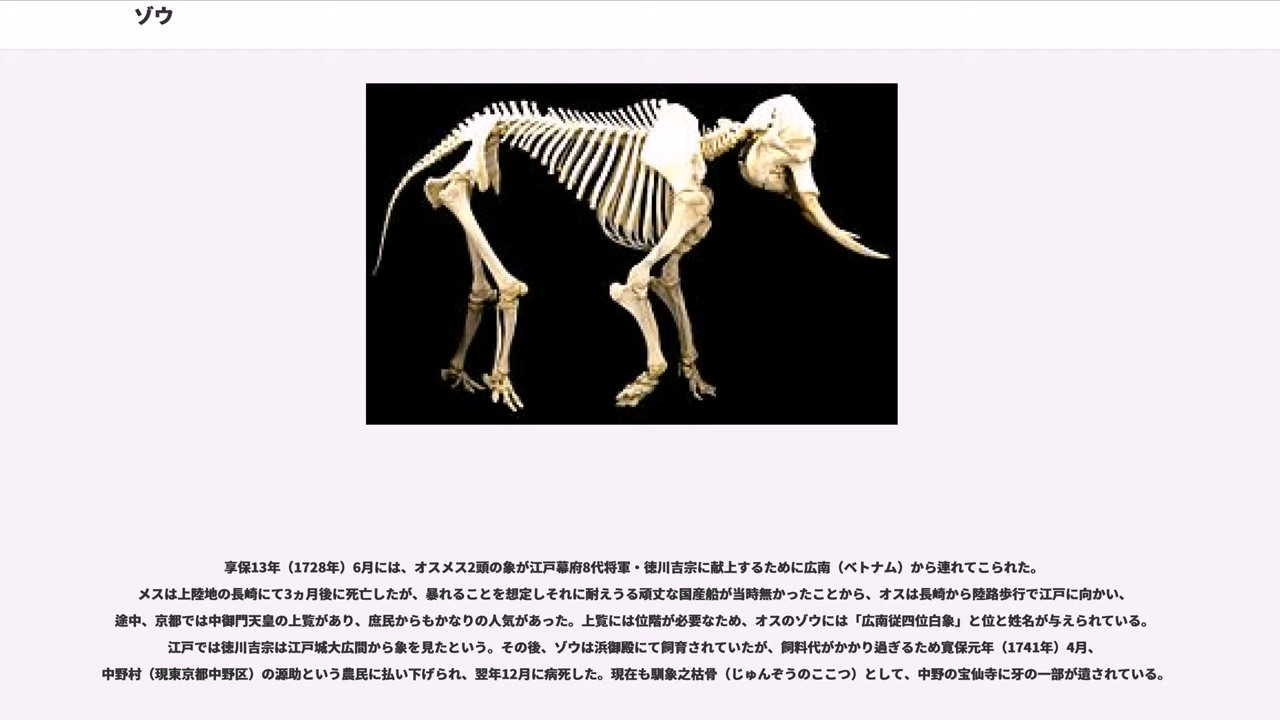 ゾウ
享保13年（1728年）6月には、オスメス2頭の象が江戸幕府8代将軍・徳川吉宗に献上するために広南（ベトナム）から連れてこられた。
メスは上陸地の長崎にて3ヵ月後に死亡したが、暴れることを想定しそれに耐えうる頑丈な国産船が当時無かったことから、オスは長崎から陸路歩行で江戸に向かい、
途中、京都では中御門天皇の上覧があり、庶民からもかなりの人気があった。上覧には位階が必要なため、オスのゾウには「広南従四位白象」と位と姓名が与えられている。
江戸では徳川吉宗は江戸城大広間から象を見たという。その後、ゾウは浜御殿にて飼育されていたが、飼料代がかかり過ぎるため寛保元年（1741年）4月、
中野村（現東京都中野区）の源助という農民に払い下げられ、翌年12月に病死した。現在も馴象之枯骨（じゅんぞうのここつ）として、中野の宝仙寺に牙の一部が遺されている。